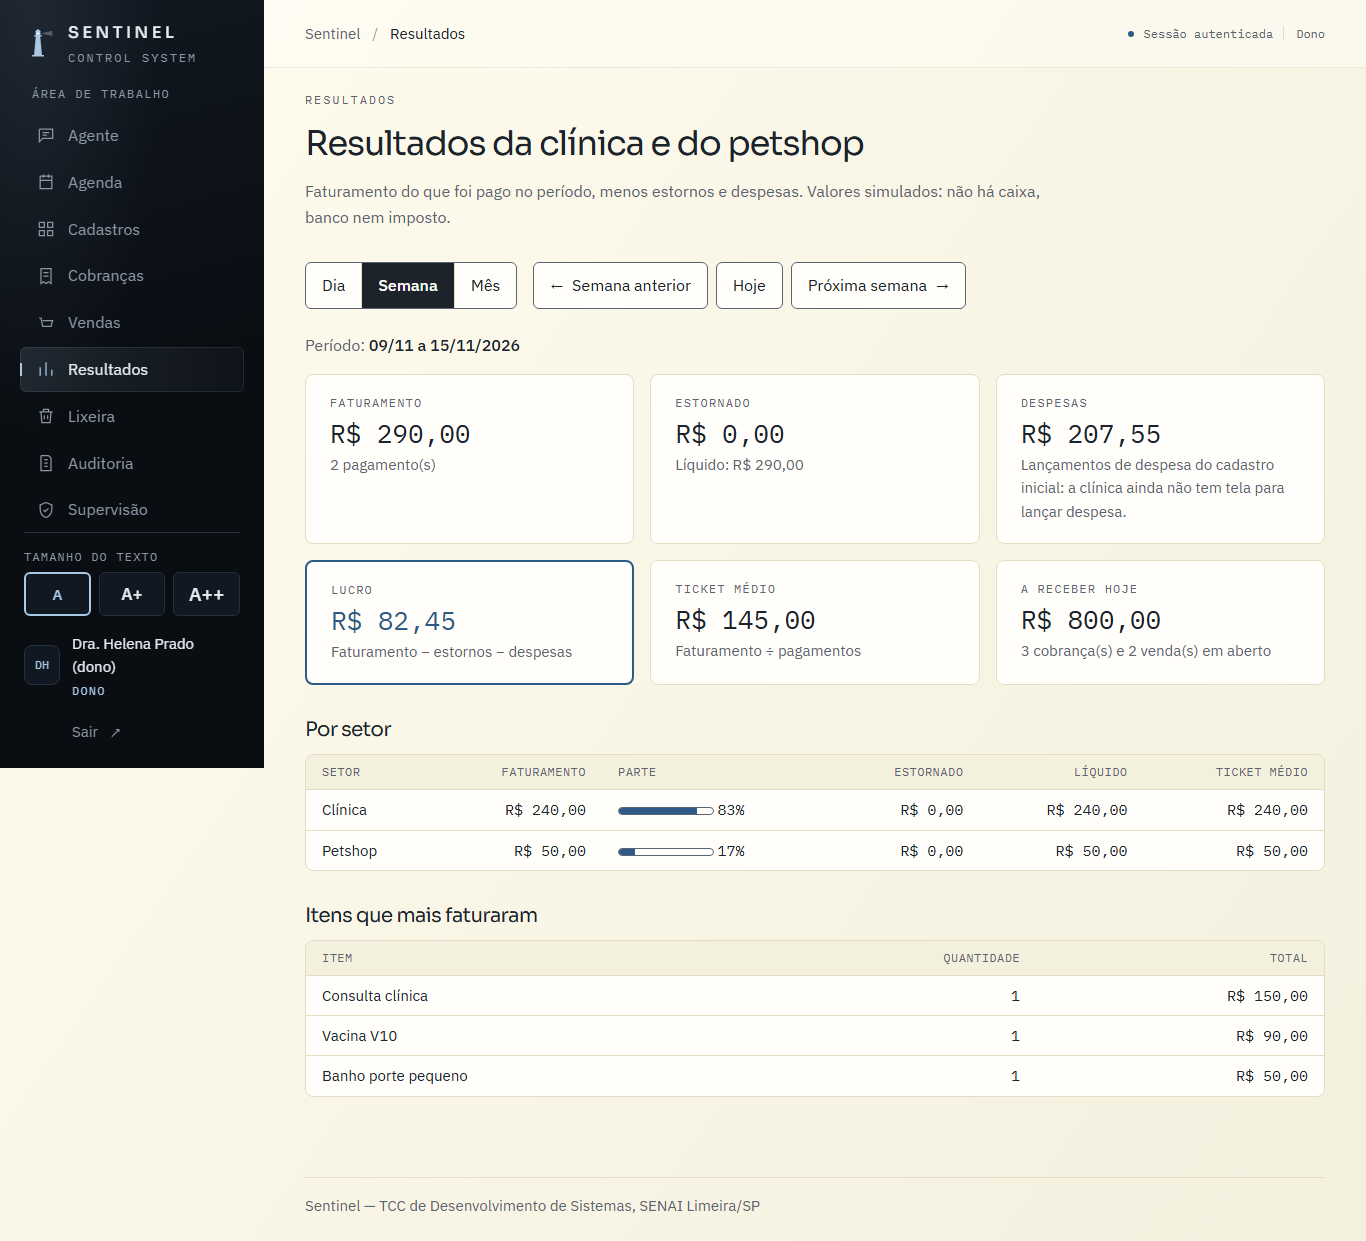 SENTINEL
CONTROL SYSTEM
ÁREA DE TRABALHO
Agente
Agenda
Cadastros
Cobranças
Vendas
Resultados
Lixeira
Auditoria
Supervisão
TAMANHO DO TEXTO
A A+ A++
DH
Dra. Helena Prado
(dono)
DONO
Sair ↗
Sentinel / Resultados
Sessão autenticada Dono
RESULTADOS
Resultados da clínica e do petshop
Faturamento do que foi pago no período, menos estornos e despesas. Valores simulados: não há caixa,
banco nem imposto.
Dia Semana Mês ← Semana anterior Hoje Próxima semana →
Período: 09/11 a 15/11/2026
FATURAMENTO
R$ 290,00
2 pagamento(s)
ESTORNADO
R$ 0,00
Líquido: R$ 290,00
DESPESAS
R$ 207,55
Lançamentos de despesa do cadastro
inicial: a clínica ainda não tem tela para
lançar despesa.
LUCRO
R$ 82,45
Faturamento − estornos − despesas
TICKET MÉDIO
R$ 145,00
Faturamento ÷ pagamentos
A RECEBER HOJE
R$ 800,00
3 cobrança(s) e 2 venda(s) em aberto
Por setor
SETOR FATURAMENTO PARTE ESTORNADO LÍQUIDO TICKET MÉDIO
Clínica R$ 240,00 83% R$ 0,00 R$ 240,00 R$ 240,00
Petshop R$ 50,00 17% R$ 0,00 R$ 50,00 R$ 50,00
Itens que mais faturaram
ITEM QUANTIDADE TOTAL
Consulta clínica 1 R$ 150,00
Vacina V10 1 R$ 90,00
Banho porte pequeno 1 R$ 50,00
Sentinel — TCC de Desenvolvimento de Sistemas, SENAI Limeira/SP